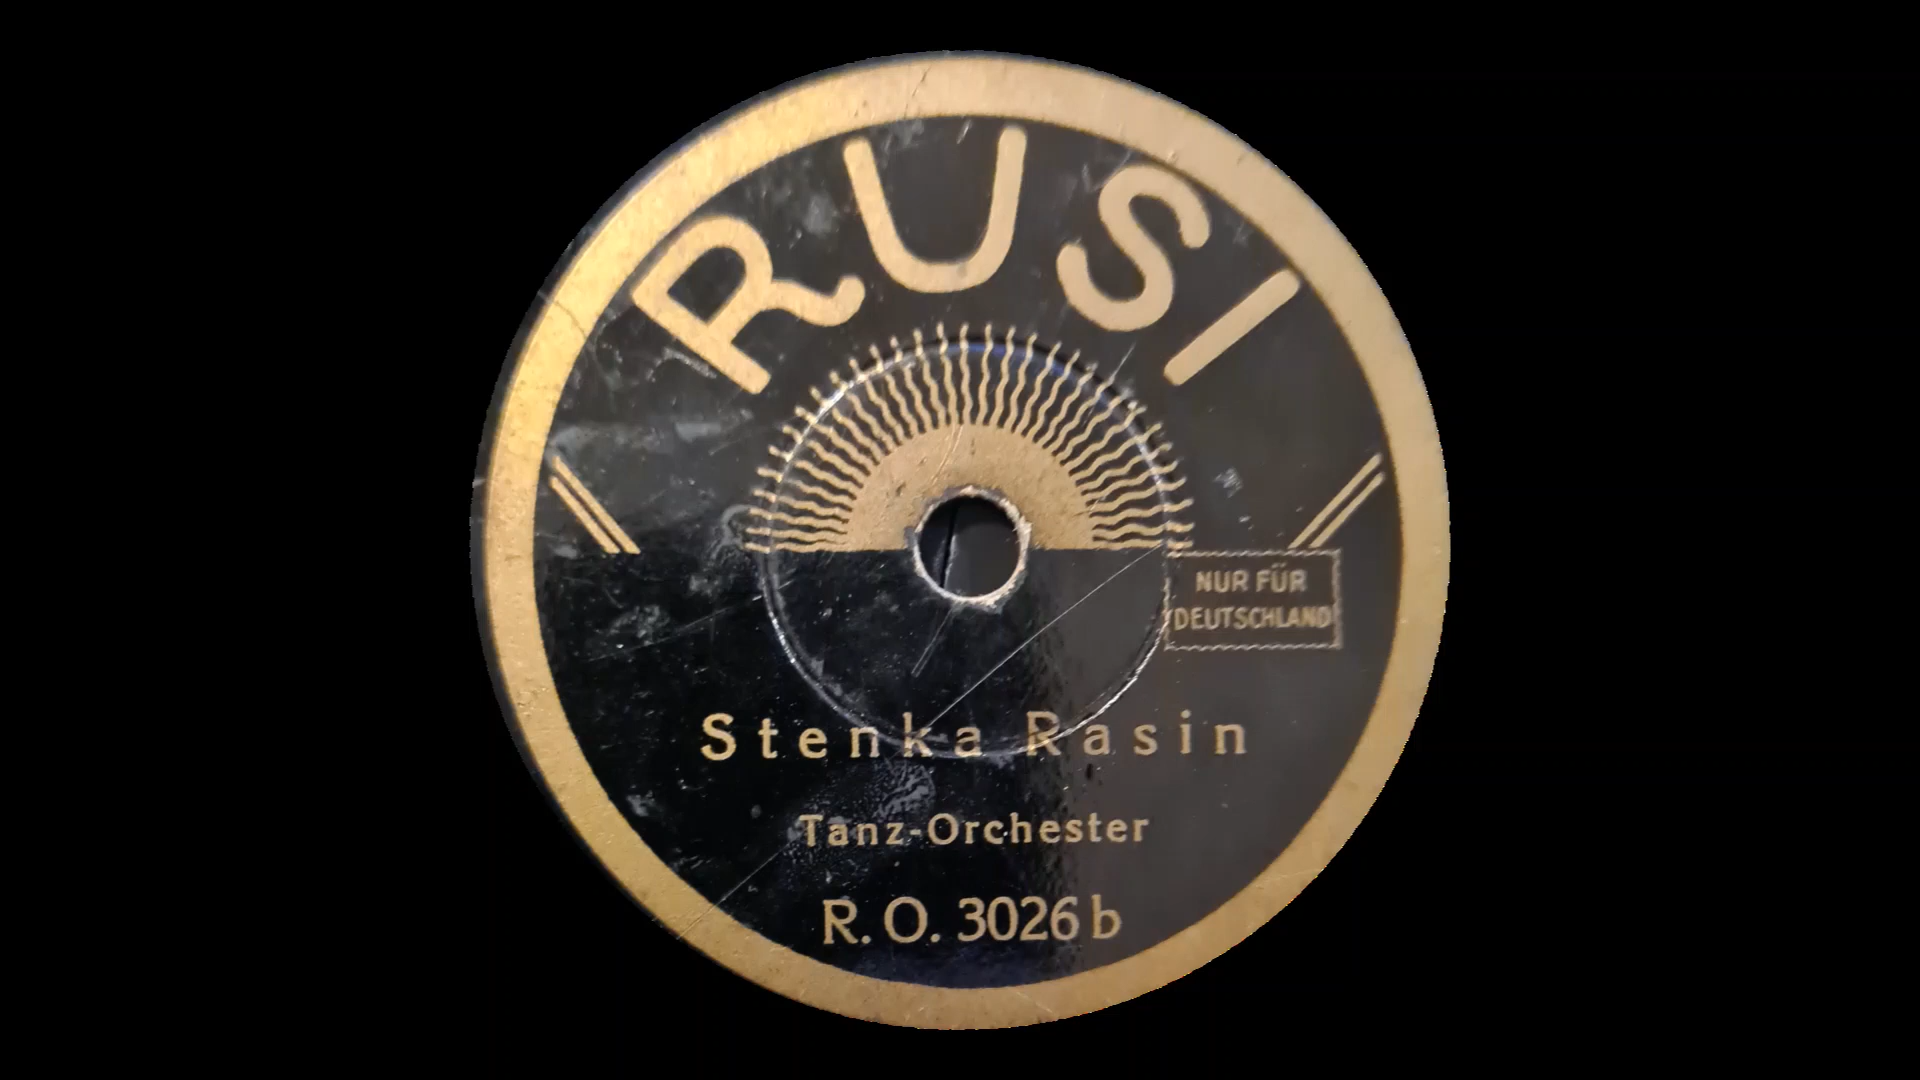 RUSI
NUR FÜR
DEUTSCHLAND
Stenka Rasin
Tanz-Orchester
R. O. 3026 b